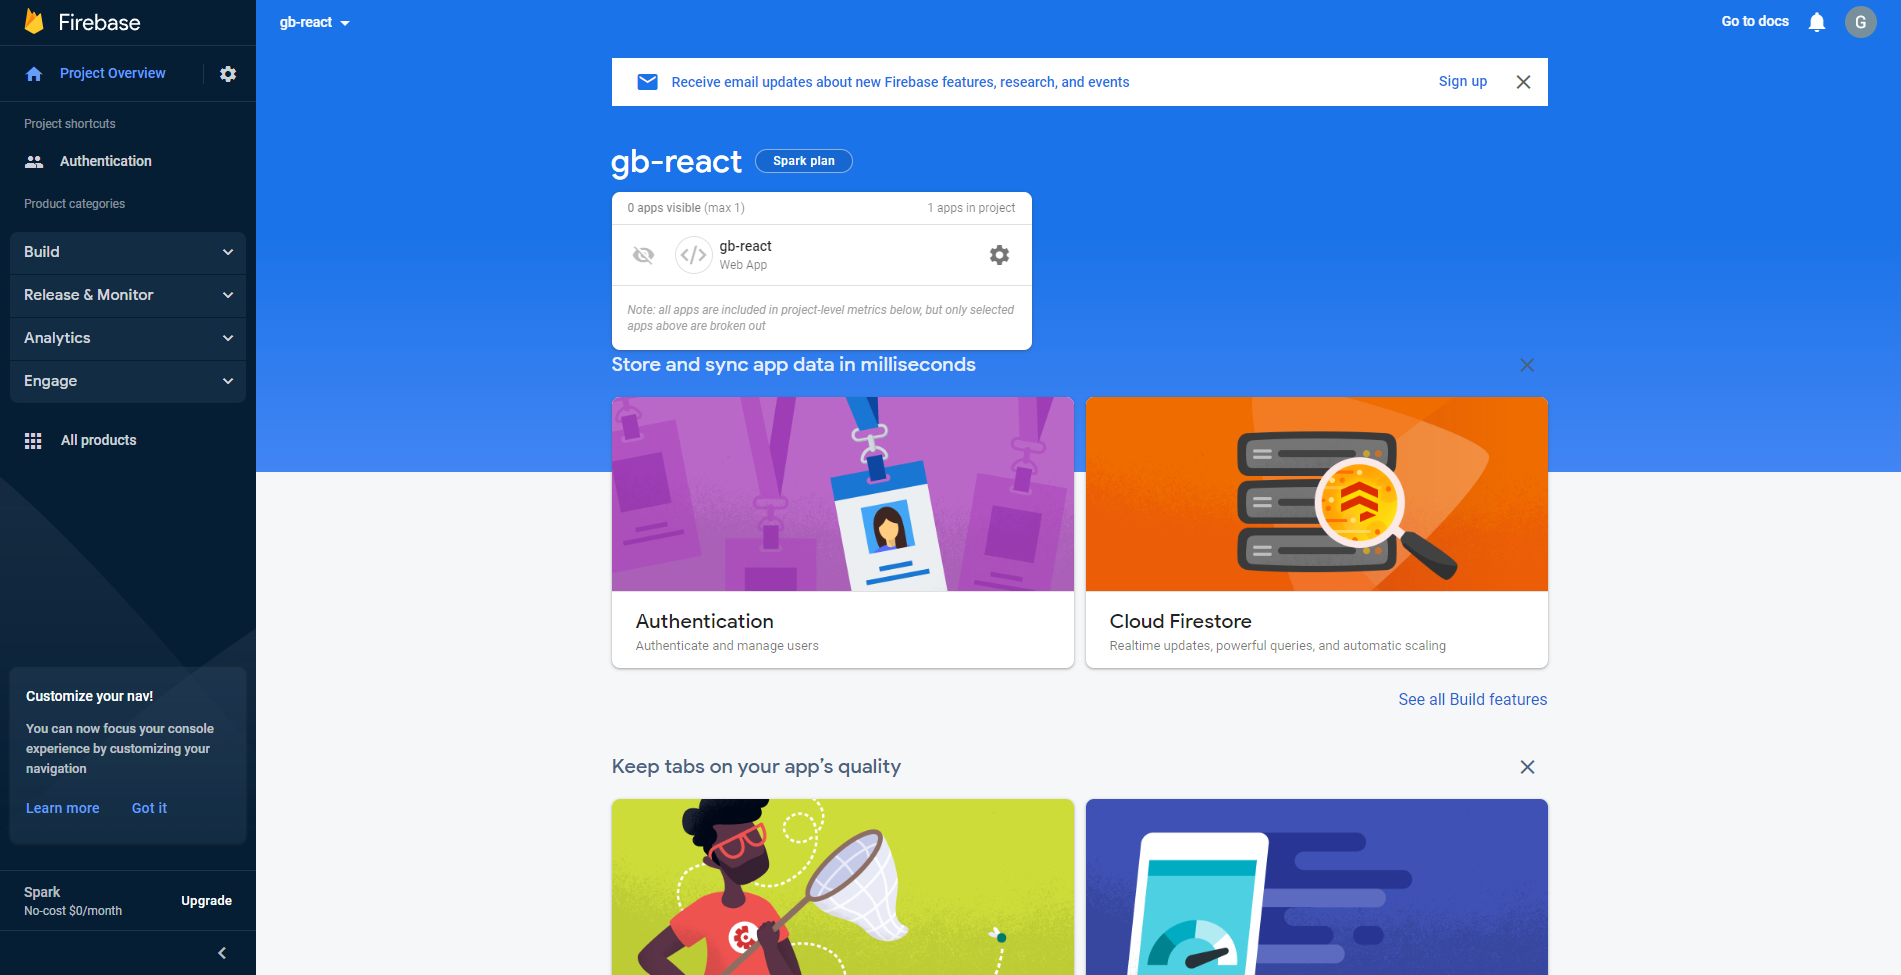 Firebase
Project Overview
Project shortcuts
Authentication
Product categories
Build
Release & Monitor
Analytics
Engage
All products
Customize your nav!
You can now focus your console
experience by customizing your
navigation
Learn more Got it
Spark
No-cost $0/month
Upgrade
gb-react
Go to docs
G
Receive email updates about new Firebase features, research, and events
Sign up
gb-react
Spark plan
0 apps visible (max 1)
1 apps in project
gb-react
Web App
Note: all apps are included in project-level metrics below, but only selected
apps above are broken out
Store and sync app data in milliseconds
Authentication
Authenticate and manage users
Cloud Firestore
Realtime updates, powerful queries, and automatic scaling
See all Build features
Keep tabs on your app’s quality